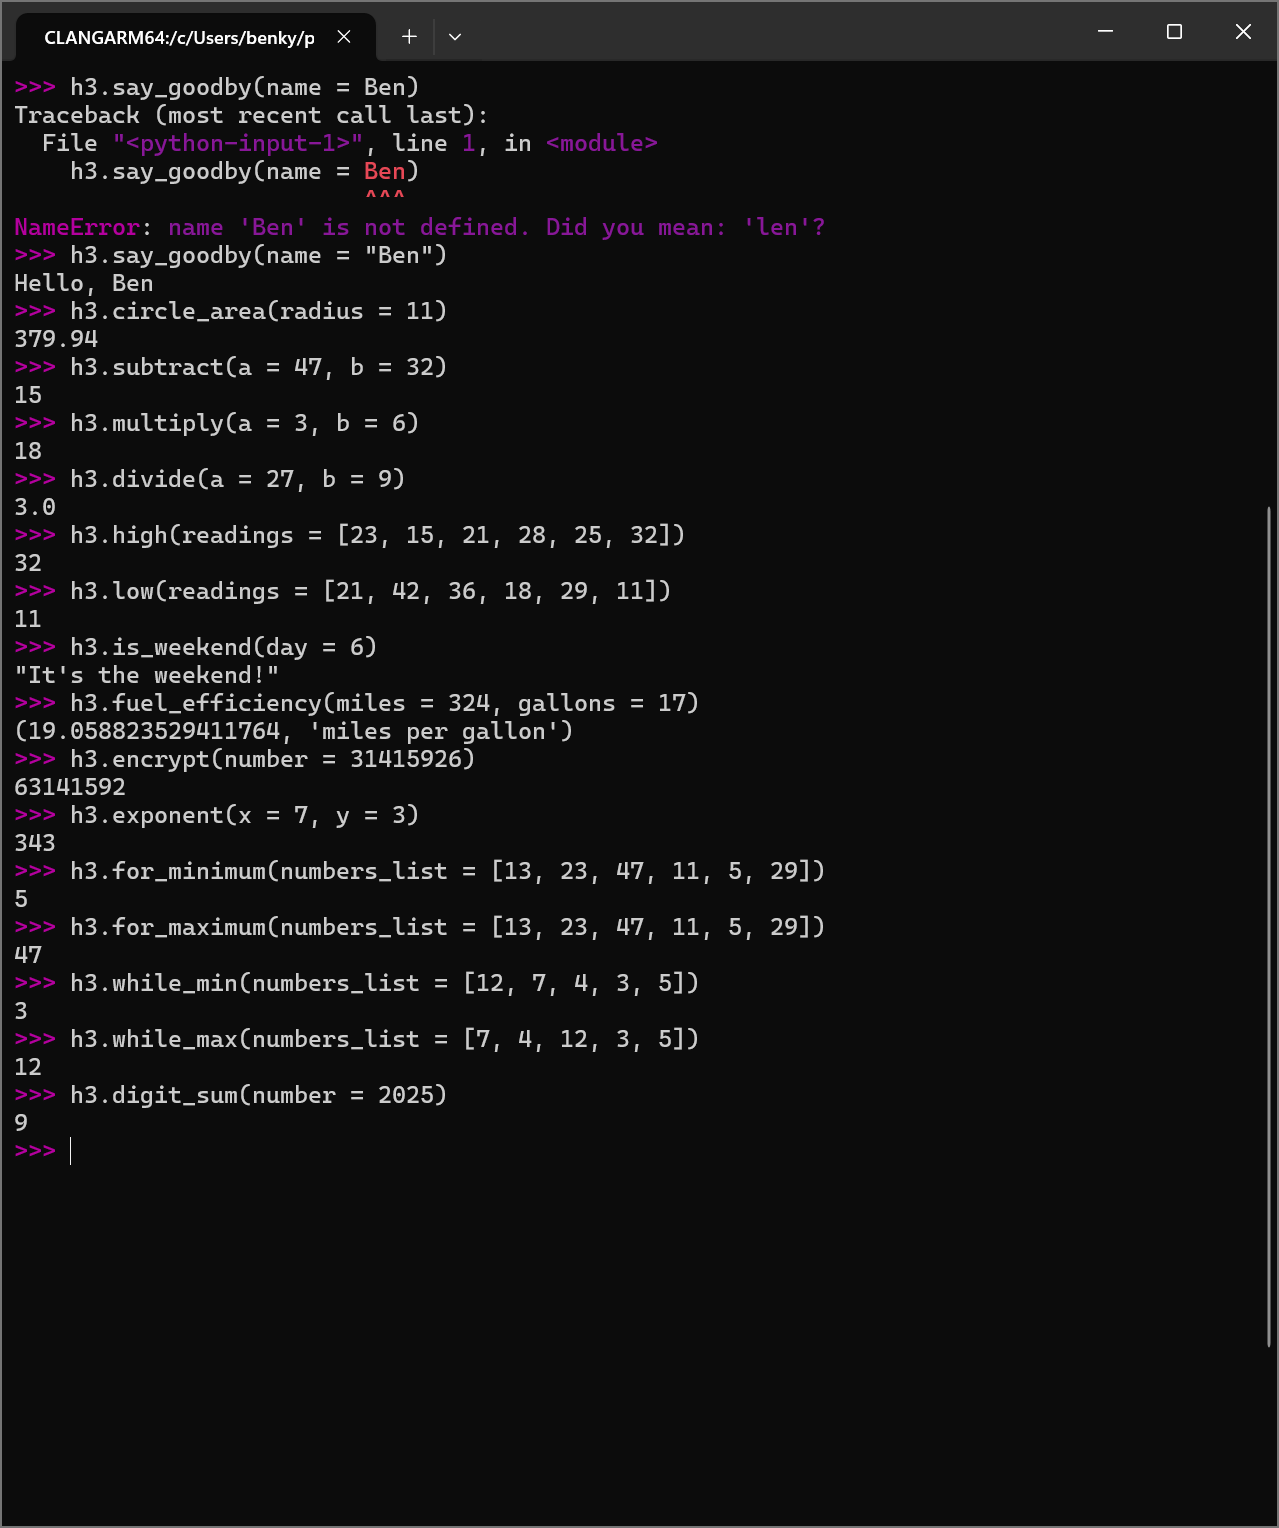 CLANGARM64:/c/Users/benky/p
>>> h3.say_goodby(name = Ben)
Traceback (most recent call last):
  File "<python-input-1>", line 1, in <module>
    h3.say_goodby(name = Ben)
                         ^^^
NameError: name 'Ben' is not defined. Did you mean: 'len'?
>>> h3.say_goodby(name = "Ben")
Hello, Ben
>>> h3.circle_area(radius = 11)
379.94
>>> h3.subtract(a = 47, b = 32)
15
>>> h3.multiply(a = 3, b = 6)
18
>>> h3.divide(a = 27, b = 9)
3.0
>>> h3.high(readings = [23, 15, 21, 28, 25, 32])
32
>>> h3.low(readings = [21, 42, 36, 18, 29, 11])
11
>>> h3.is_weekend(day = 6)
"It's the weekend!"
>>> h3.fuel_efficiency(miles = 324, gallons = 17)
(19.058823529411764, 'miles per gallon')
>>> h3.encrypt(number = 31415926)
63141592
>>> h3.exponent(x = 7, y = 3)
343
>>> h3.for_minimum(numbers_list = [13, 23, 47, 11, 5, 29])
5
>>> h3.for_maximum(numbers_list = [13, 23, 47, 11, 5, 29])
47
>>> h3.while_min(numbers_list = [12, 7, 4, 3, 5])
3
>>> h3.while_max(numbers_list = [7, 4, 12, 3, 5])
12
>>> h3.digit_sum(number = 2025)
9
>>>